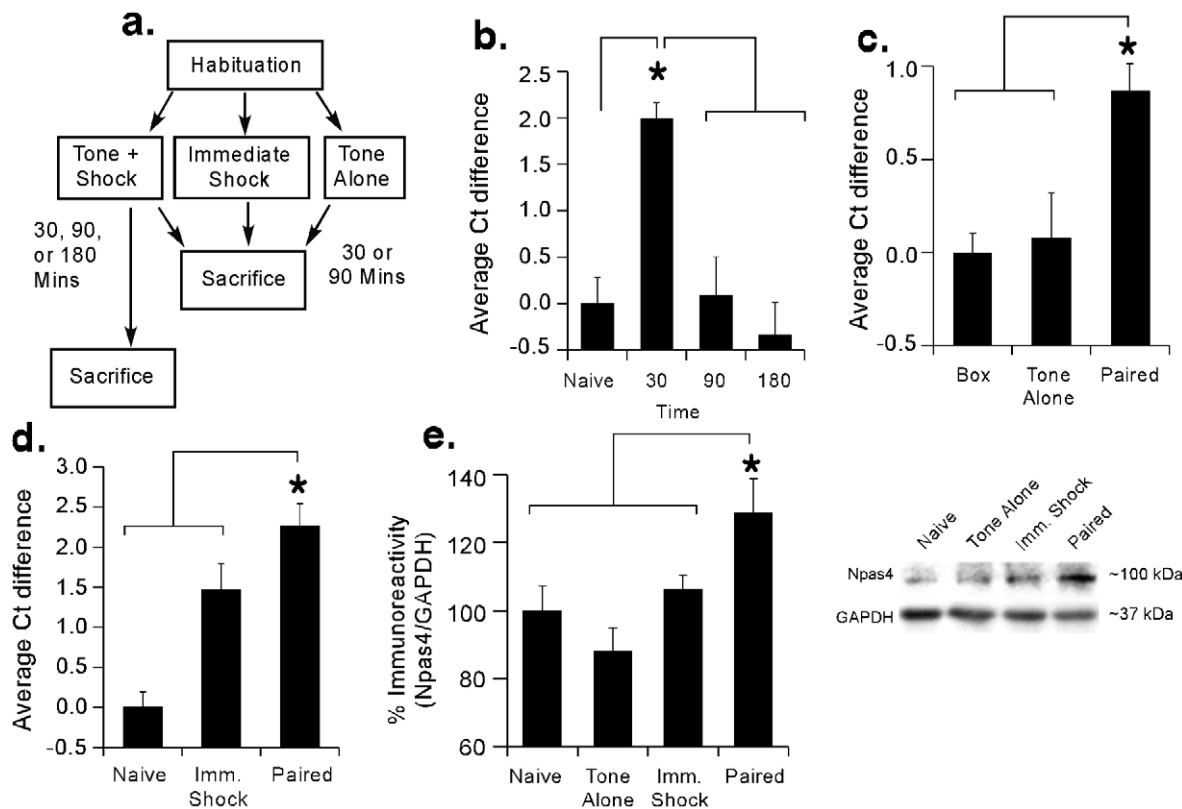 a.
Habituation
Tone +
Shock
Immediate
Shock
Tone
Alone
30, 90,
or 180
Mins
Sacrifice
30 or
90 Mins
Sacrifice
b.
Average Ct difference
2.5
2.0
1.5
1.0
0.5
0.0
-0.5
*
Naive 30 90 180
Time
c.
Average Ct difference
1.0
0.5
0.0
-0.5
*
Box Tone Paired
Alone
d.
Average Ct difference
3.0
2.5
2.0
1.5
1.0
0.5
0.0
-0.5
*
Naive Imm. Paired
Shock
e.
% Immunoreactivity
(Npas4/GAPDH)
140
120
100
80
60
*
Naive Tone Imm. Paired
Alone Shock
Naive
Tone Alone
Imm. Shock
Paired
Npas4 ~100 kDa
GAPDH ~37 kDa